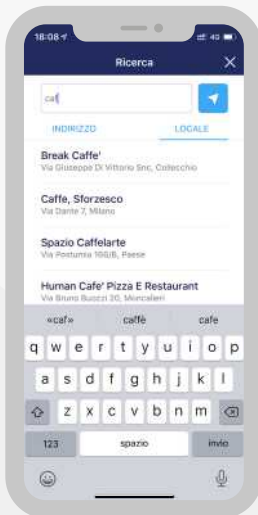 18:08
4G
Ricerca
caf
INDIRIZZO LOCALE
Break Caffe'
Via Giuseppe Di Vittorio Snc, Collecchio
Caffe, Sforzesco
Via Dante 7, Milano
Spazio Caffelarte
Via Postumia 166/B, Paese
Human Cafe' Pizza E Restaurant
Via Bruno Buozzi 20, Moncalieri
«caf» caffè cafe
q w e r t y u i o p
a s d f g h j k l
z x c v b n m
123 spazio invio